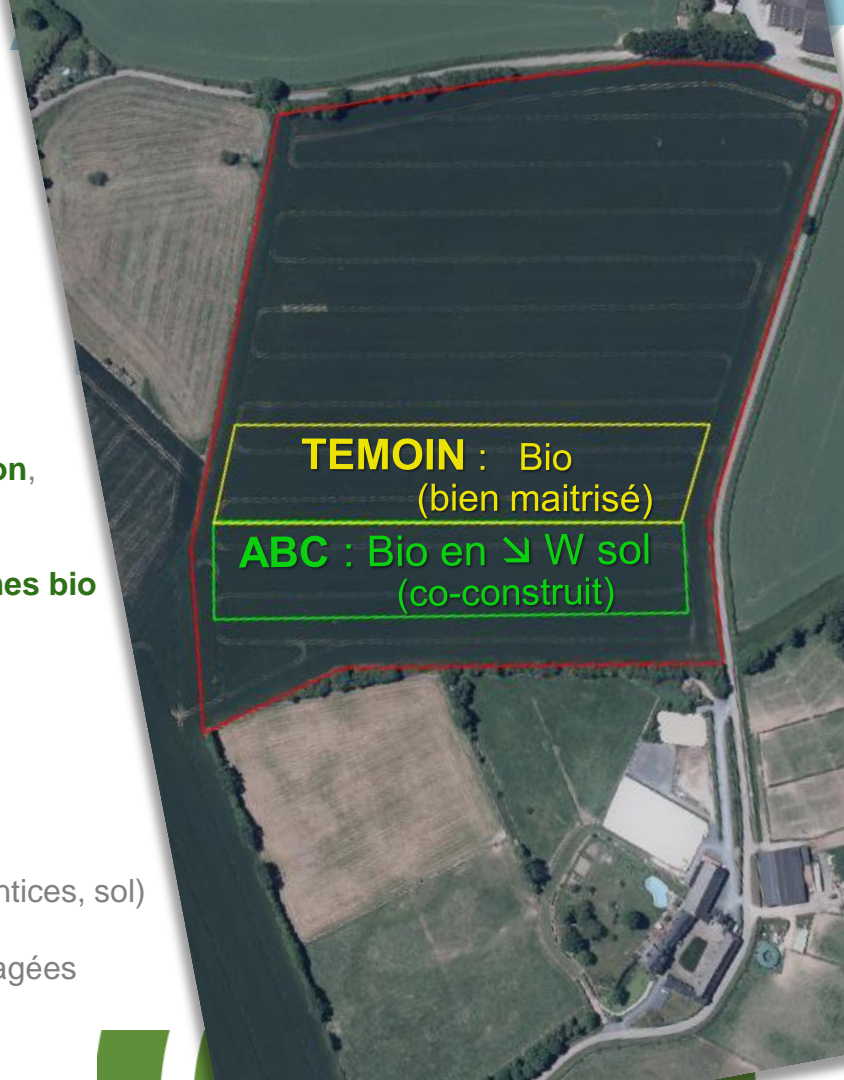 TEMOIN : Bio
(bien maitrisé)
on,
ABC : Bio en ↘ W sol
nes bio
(co-construit)
ntices, sol)
agées